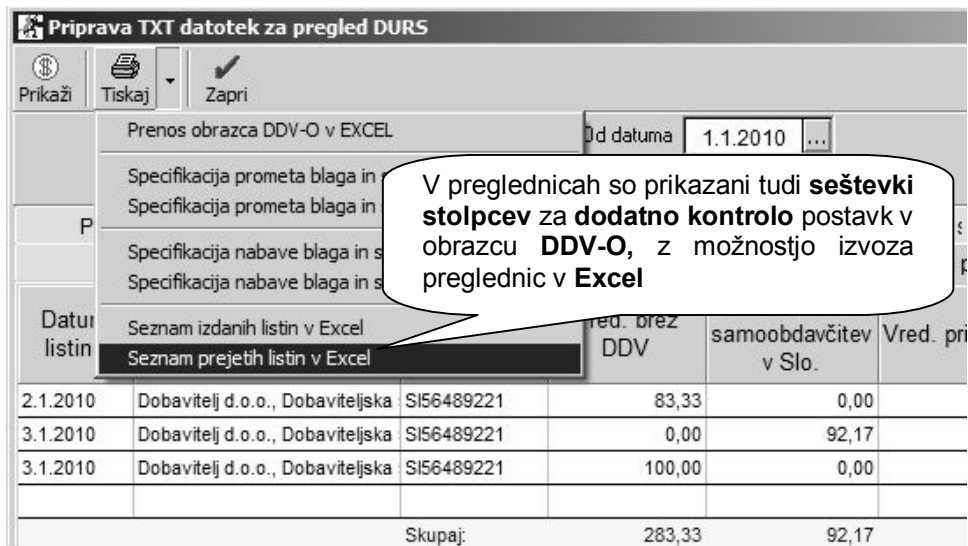 Priprava TXT datotek za pregled DURS
Prikaži Tiskaj Zapri
Prenos obrazca DDV-O v EXCEL
Od datuma 1.1.2010 ...
Specifikacija prometa blaga in
Specifikacija prometa blaga in
Specifikacija nabave blaga in
Specifikacija nabave blaga in
Seznam izdanih listin v Excel
Seznam prejetih listin v Excel
V preglednicah so prikazani tudi seštevki
stolpcev za dodatno kontrolo postavk v
obrazcu DDV-O, z možnostjo izvoza
preglednic v Excel
brez
DDV
samoobdavčitev
v Slo.
Vred.
2.1.2010 Dobavitelj d.o.o., Dobaviteljska SI56489221 83,33 0,00
3.1.2010 Dobavitelj d.o.o., Dobaviteljska SI56489221 0,00 92,17
3.1.2010 Dobavitelj d.o.o., Dobaviteljska SI56489221 100,00 0,00
Skupaj: 283,33 92,17